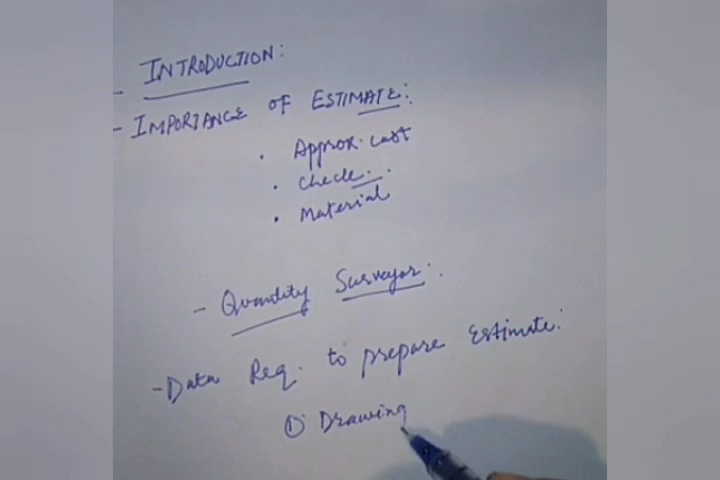 - INTRODUCTION:
- IMPORTANCE OF ESTIMATE:
. Approx. cost
. Check.
. Material
- Quantity Surveyor:
- Data Req. to prepare Estimate:
① Drawing